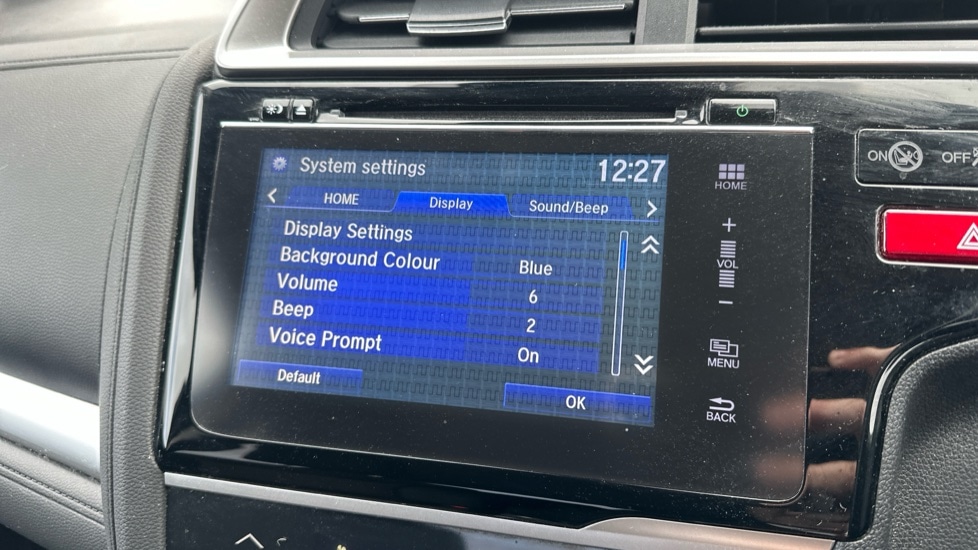 System settings 12:27
HOME Display Sound/Beep
Display Settings
Background Colour Blue
Volume 6
Beep 2
Voice Prompt On
Default OK
HOME
+
VOL
−
MENU
BACK
ON OFF